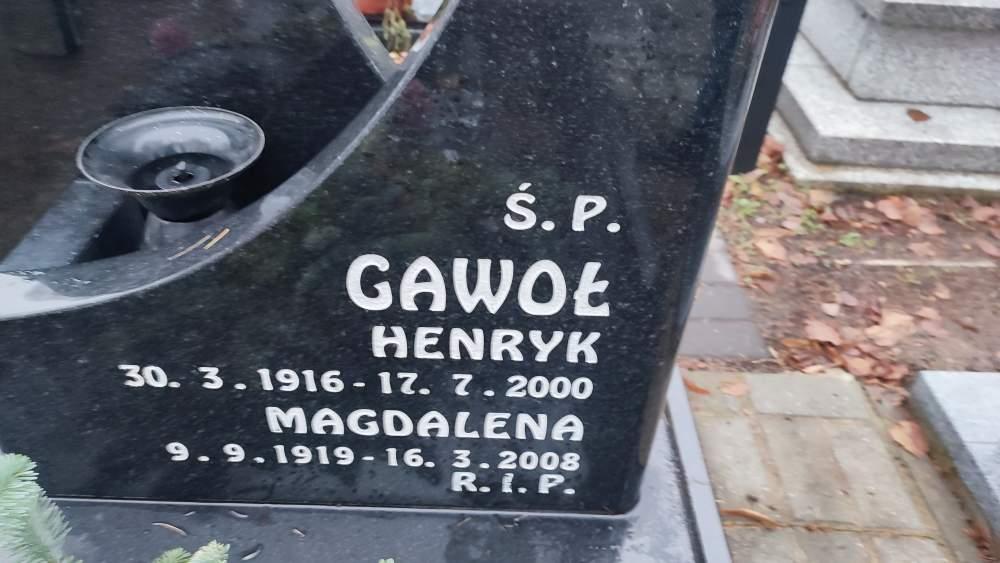 Ś. P.
GAWOŁ
HENRYK
30. 3. 1916 - 17. 7. 2000
MAGDALENA
9. 9. 1919 - 16. 3. 2008
R. I. P.